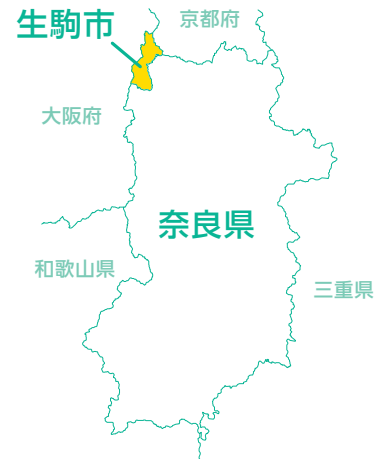 生駒市
京都府
大阪府
奈良県
和歌山県
三重県